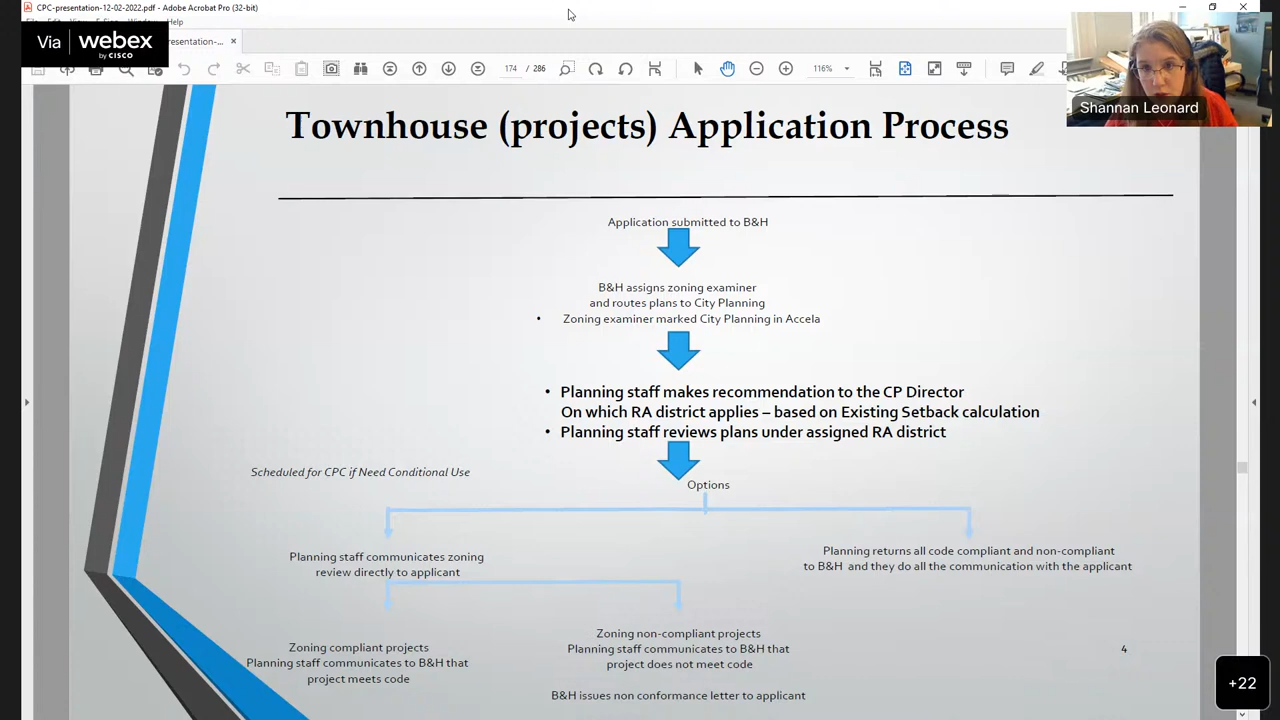 CPC-presentation-12-02-2022.pdf - Adobe Acrobat Pro (32-bit)
Help
Via webex
by CISCO
resentation-...
174 / 286
116%
Shannan Leonard
Townhouse (projects) Application Process
Application submitted to B&H
B&H assigns zoning examiner
and routes plans to City Planning
• Zoning examiner marked City Planning in Accela
• Planning staff makes recommendation to the CP Director
On which RA district applies – based on Existing Setback calculation
• Planning staff reviews plans under assigned RA district
Scheduled for CPC if Need Conditional Use
Options
Planning staff communicates zoning
review directly to applicant
Planning returns all code compliant and non-compliant
to B&H and they do all the communication with the applicant
Zoning compliant projects
Planning staff communicates to B&H that
project meets code
Zoning non-compliant projects
Planning staff communicates to B&H that
project does not meet code
B&H issues non conformance letter to applicant
4
+22